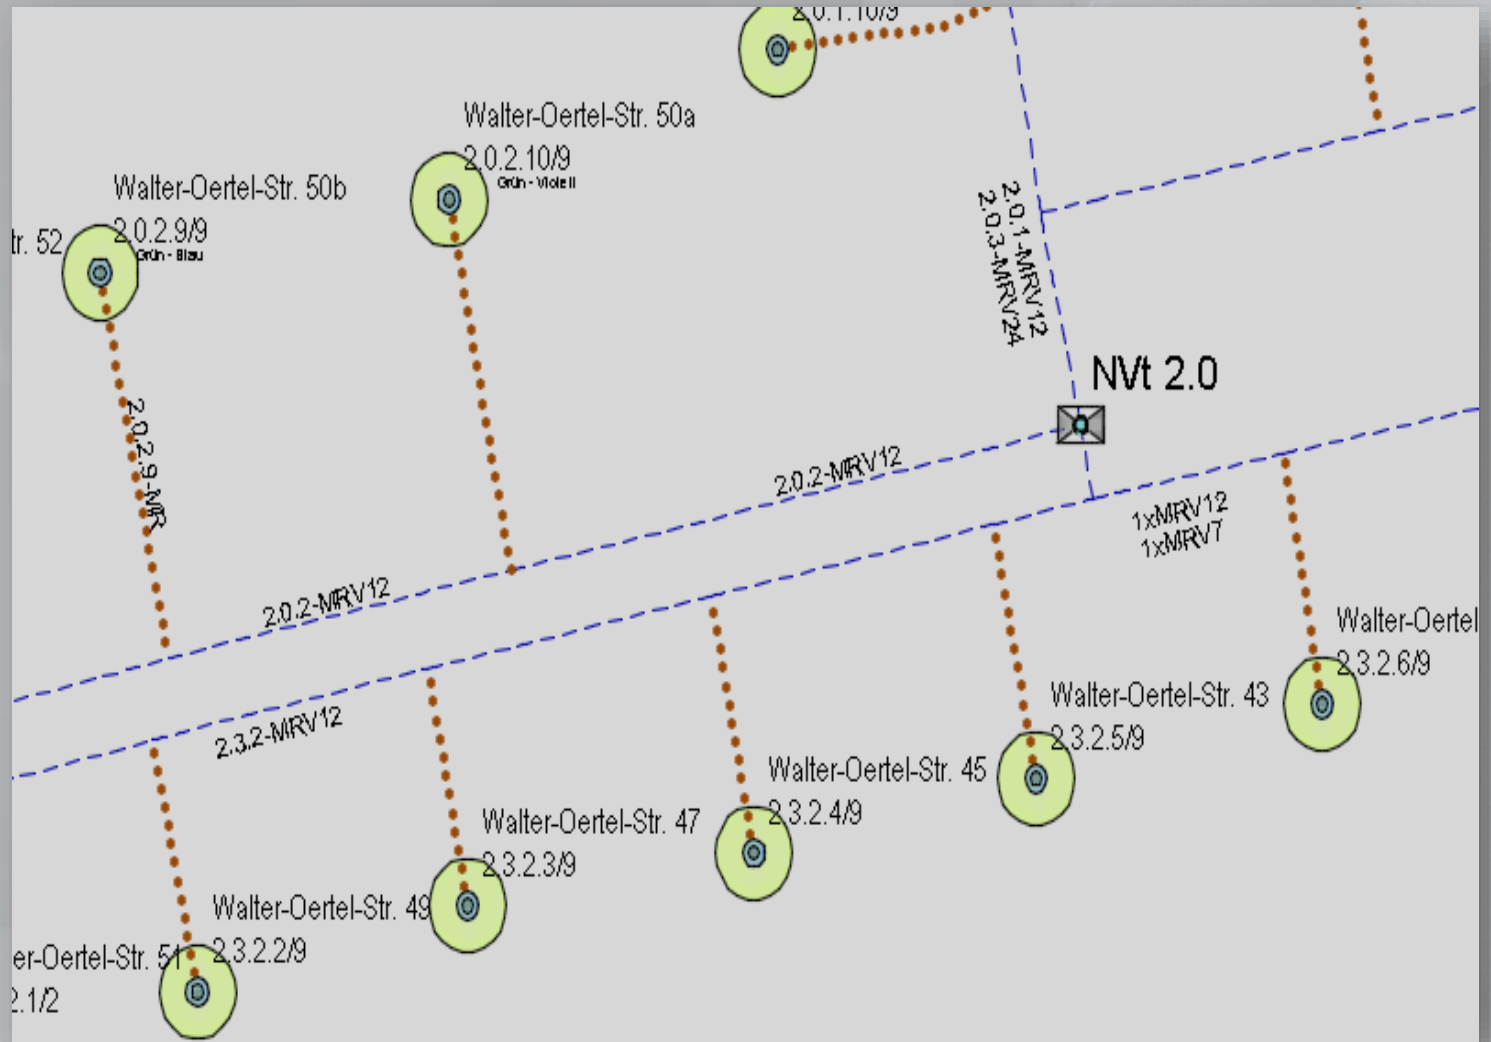 2.0.1.10/9
Walter-Oertel-Str. 50a
2.0.2.10/9
Grün - Violett
Walter-Oertel-Str. 50b
2.0.2.9/9
Grün - Blau
tr. 52
2.0.1-MRV12
2.0.3-MRV24
NVt 2.0
2.0.2.9-MR
2.0.2-MRV12
2.0.2-MRV12
1xMRV12
1xMRV7
2.3.2-MRV12
Walter-Oertel
2.3.2.6/9
Walter-Oertel-Str. 43
2.3.2.5/9
Walter-Oertel-Str. 45
2.3.2.4/9
Walter-Oertel-Str. 47
2.3.2.3/9
Walter-Oertel-Str. 49
2.3.2.2/9
er-Oertel-Str. 51
2.1/2